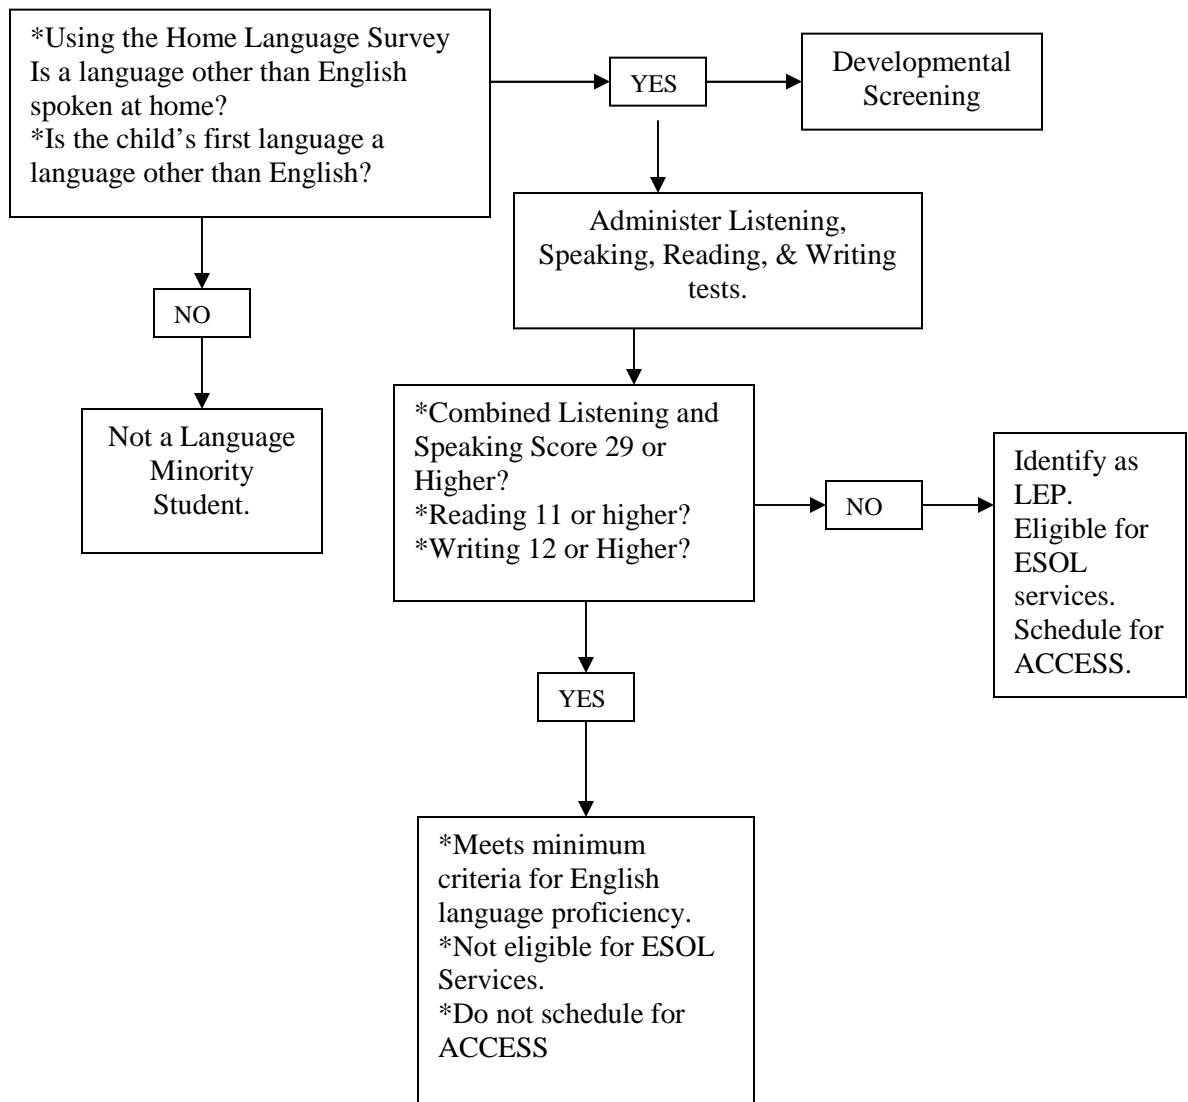 *Using the Home Language Survey
Is a language other than English
spoken at home?
*Is the child’s first language a
language other than English?
YES
Developmental
Screening
Administer Listening,
Speaking, Reading, & Writing
tests.
NO
Not a Language
Minority
Student.
*Combined Listening and
Speaking Score 29 or
Higher?
*Reading 11 or higher?
*Writing 12 or Higher?
NO
Identify as
LEP.
Eligible for
ESOL
services.
Schedule for
ACCESS.
YES
*Meets minimum
criteria for English
language proficiency.
*Not eligible for ESOL
Services.
*Do not schedule for
ACCESS